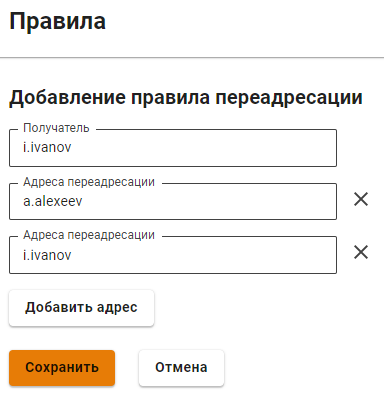 Правила
Добавление правила переадресации
Получатель
i.ivanov
Адреса переадресации
a.alexeev
Адреса переадресации
i.ivanov
Добавить адрес
Сохранить
Отмена